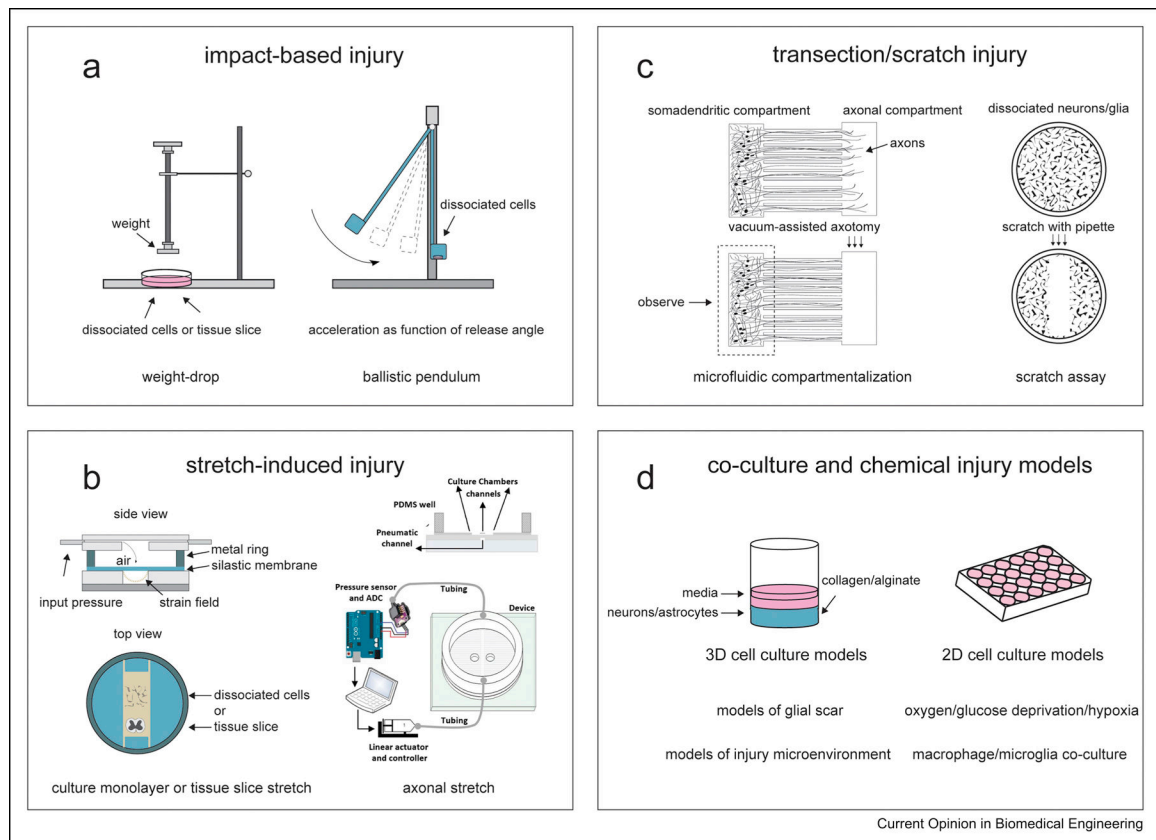 a
impact-based injury
weight
dissociated cells or tissue slice
weight-drop
dissociated cells
acceleration as function of release angle
ballistic pendulum
c
transection/scratch injury
somadendritic compartment
axonal compartment
axons
vacuum-assisted axotomy
observe
microfluidic compartmentalization
dissociated neurons/glia
scratch with pipette
scratch assay
b
stretch-induced injury
side view
metal ring
air
silastic membrane
input pressure
strain field
top view
dissociated cells
or
tissue slice
culture monolayer or tissue slice stretch
Culture Chambers
channels
PDMS well
Pneumatic
channel
Pressure sensor
and ADC
Tubing
Device
Tubing
Linear actuator
and controller
axonal stretch
d
co-culture and chemical injury models
media
neurons/astrocytes
collagen/alginate
3D cell culture models
2D cell culture models
models of glial scar
oxygen/glucose deprivation/hypoxia
models of injury microenvironment
macrophage/microglia co-culture
Current Opinion in Biomedical Engineering